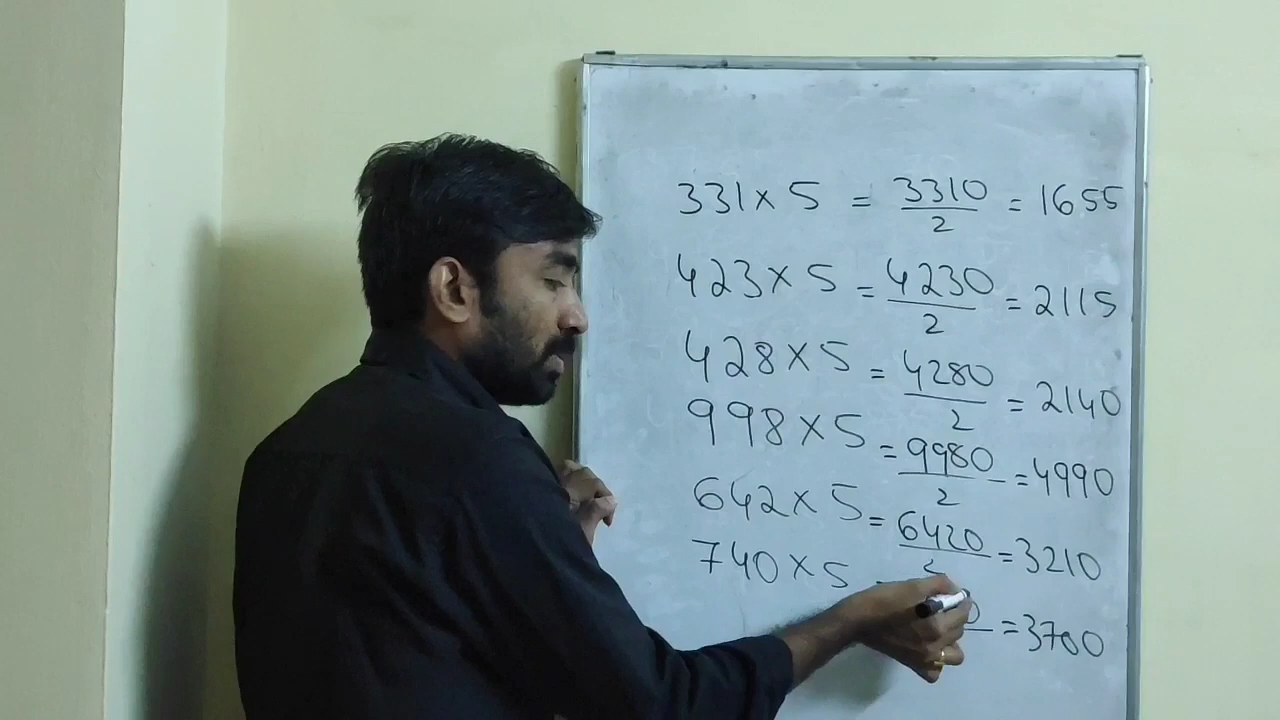 331 × 5 = 3310/2 = 1655
423 × 5 = 4230/2 = 2115
428 × 5 = 4280/2 = 2140
998 × 5 = 9980/2 = 4990
642 × 5 = 6420 = 3210
740 × 5 = 0 = 3700